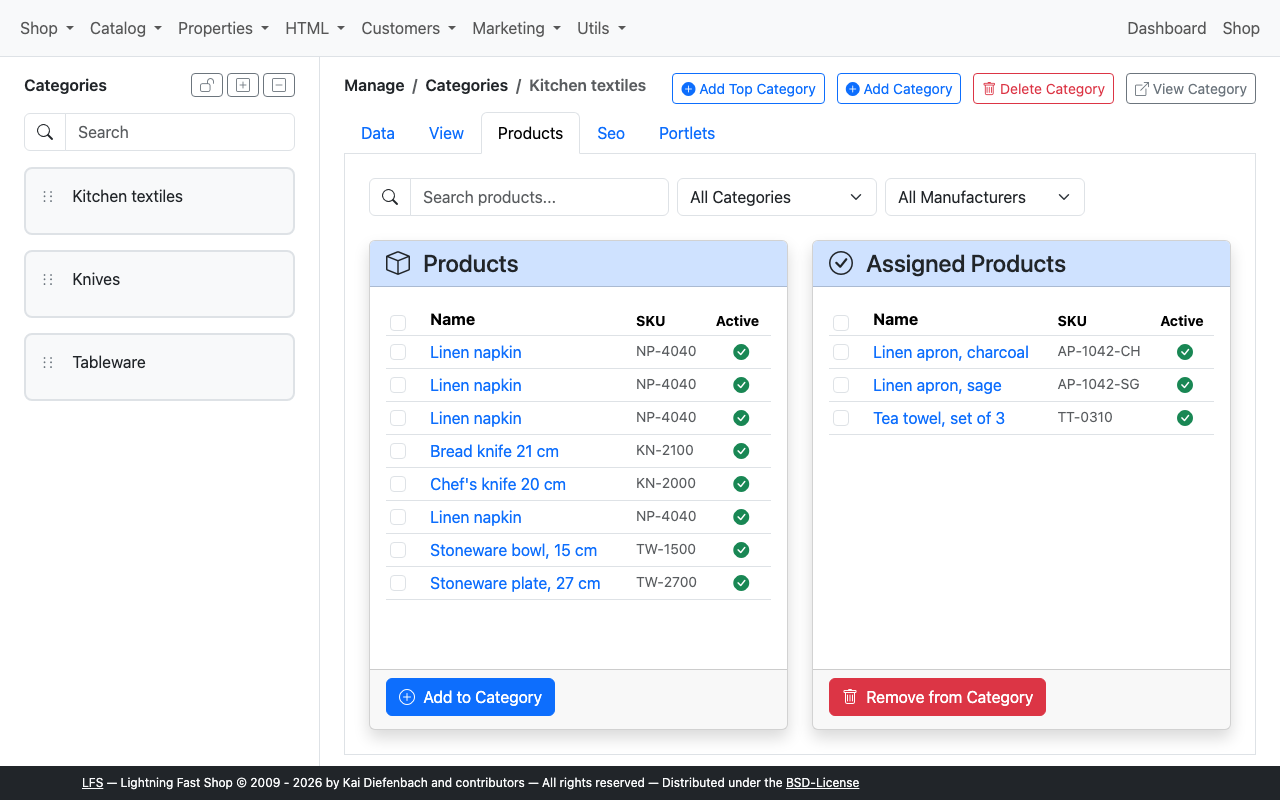 Shop Catalog Properties HTML Customers Marketing Utils Dashboard Shop
Categories
Search
Kitchen textiles
Knives
Tableware
Manage / Categories / Kitchen textiles
Add Top Category Add Category Delete Category View Category
Data View Products Seo Portlets
Search products... All Categories All Manufacturers
Products
Name SKU Active
Linen napkin NP-4040
Linen napkin NP-4040
Linen napkin NP-4040
Bread knife 21 cm KN-2100
Chef's knife 20 cm KN-2000
Linen napkin NP-4040
Stoneware bowl, 15 cm TW-1500
Stoneware plate, 27 cm TW-2700
Add to Category
Assigned Products
Name SKU Active
Linen apron, charcoal AP-1042-CH
Linen apron, sage AP-1042-SG
Tea towel, set of 3 TT-0310
Remove from Category
LFS — Lightning Fast Shop © 2009 - 2026 by Kai Diefenbach and contributors — All rights reserved — Distributed under the BSD-License